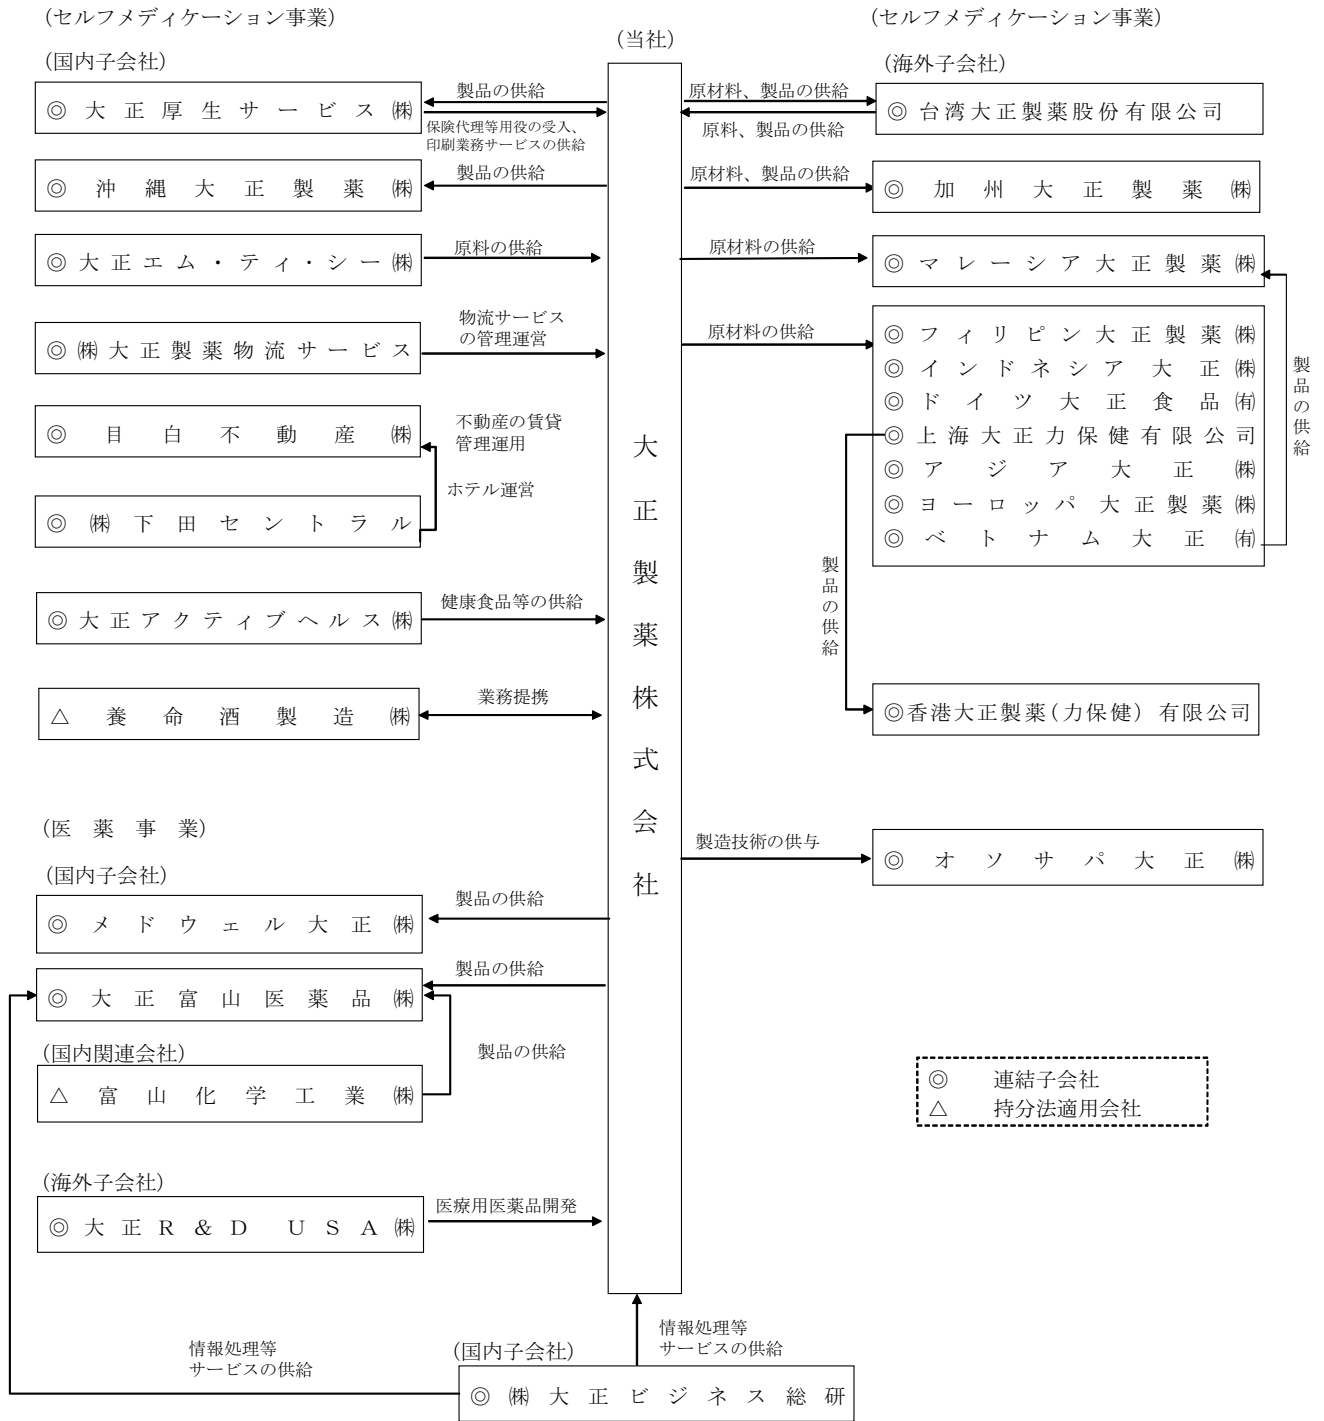 (セルフメディケーション事業)
(国内子会社)
◎ 大正厚生サービス㈱
製品の供給
保険代理等用役の受入、
印刷業務サービスの供給
◎ 沖縄大正製薬㈱
製品の供給
◎ 大正エム・ティ・シー㈱
原料の供給
◎ ㈱大正製薬物流サービス
物流サービス
の管理運営
◎ 目白不動産㈱
不動産の賃貸
管理運用
ホテル運営
◎ ㈱下田セントラル
◎ 大正アクティブヘルス㈱
健康食品等の供給
△ 養命酒製造㈱
業務提携
(医薬事業)
(国内子会社)
◎ メドウェル大正㈱
製品の供給
◎ 大正富山医薬品㈱
製品の供給
(国内関連会社)
△ 富山化学工業㈱
製品の供給
(海外子会社)
◎ 大正R&D USA㈱
医療用医薬品開発
情報処理等
サービスの供給
(当社)
大正製薬株式会社
情報処理等
サービスの供給
(国内子会社)
◎ ㈱大正ビジネス総研
(セルフメディケーション事業)
(海外子会社)
原材料、製品の供給
原料、製品の供給
◎ 台湾大正製薬股份有限公司
原材料、製品の供給
◎ 加州大正製薬㈱
原材料の供給
◎ マレーシア大正製薬㈱
原材料の供給
◎ フィリピン大正製薬㈱
◎ インドネシア大正㈱
◎ ドイツ大正食品㈲
◎ 上海大正力保健有限公司
◎ アジア大正㈱
◎ ヨーロッパ大正製薬㈱
◎ ベトナム大正㈲
製品の供給
製品の供給
◎香港大正製薬(力保健)有限公司
製造技術の供与
◎ オソサパ大正㈱
◎ 連結子会社
△ 持分法適用会社